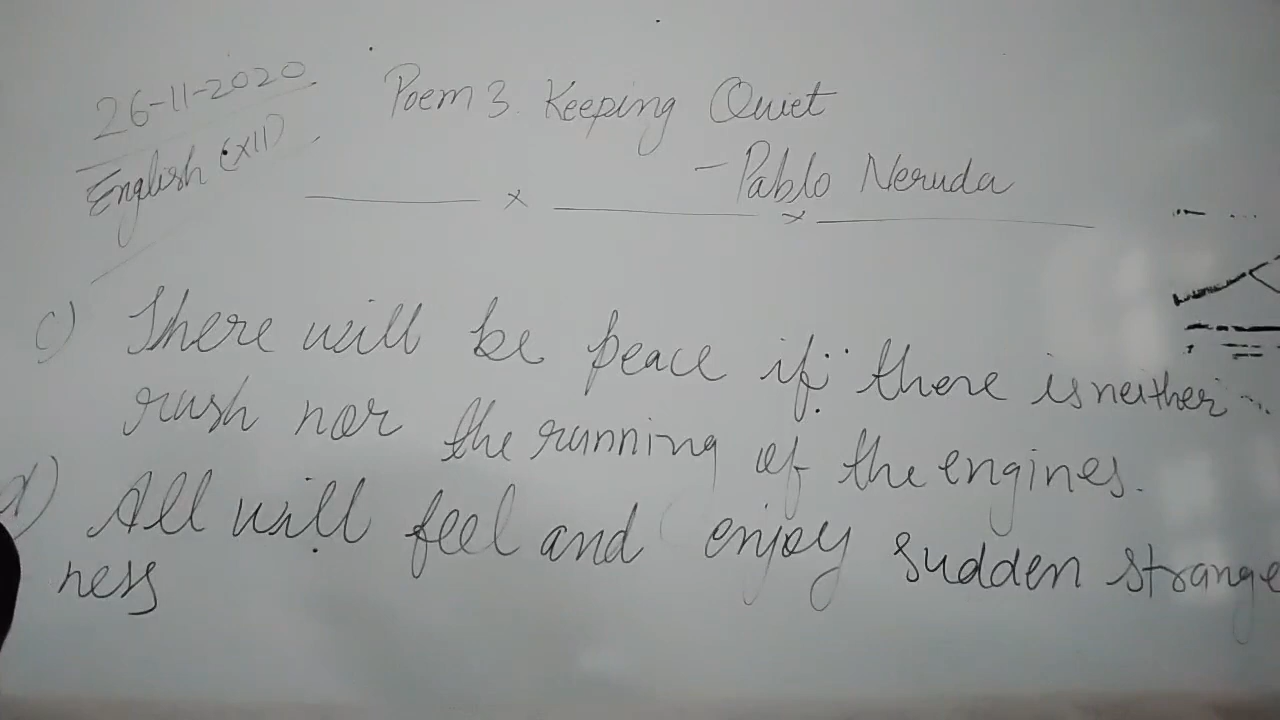 26-11-2020
English (XII)
Poem 3. Keeping Quiet
- Pablo Neruda
c) There will be peace if there is neither
rush nor the running of the engines.
d) All will feel and enjoy sudden strange
ness